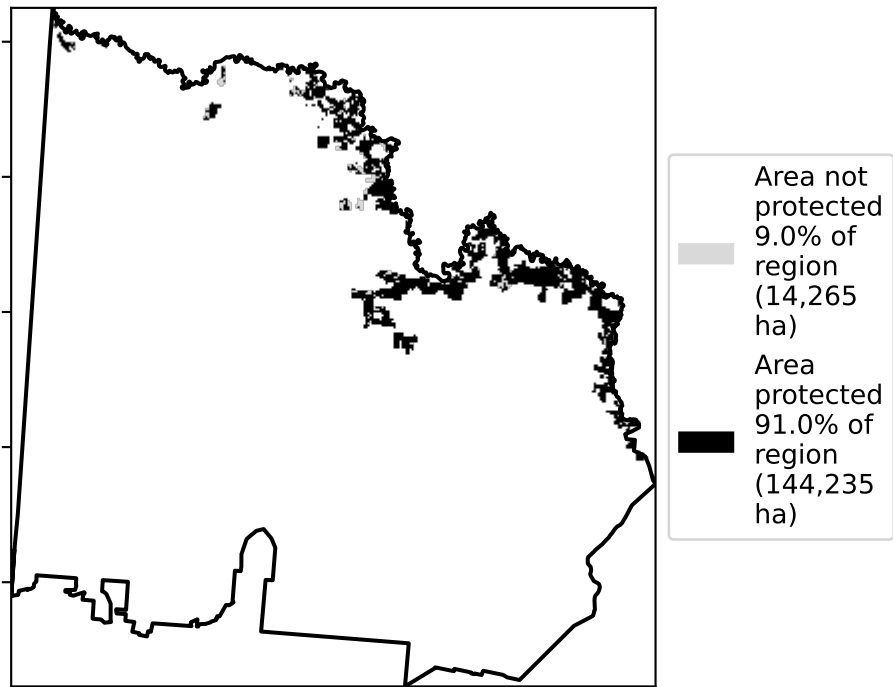 Area not
protected
9.0% of
region
(14,265
ha)
Area
protected
91.0% of
region
(144,235
ha)